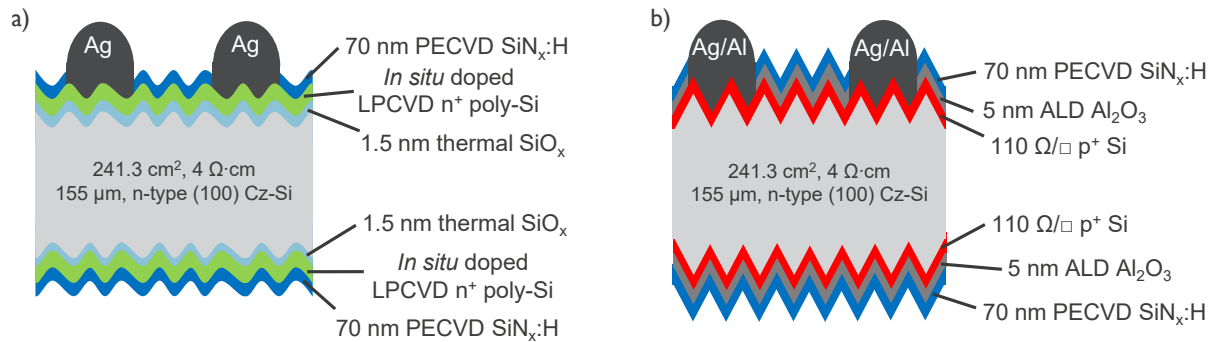 a)
Ag
Ag
70 nm PECVD SiNₓ:H
In situ doped
LPCVD n⁺ poly-Si
1.5 nm thermal SiOₓ
241.3 cm², 4 Ω·cm
155 µm, n-type (100) Cz-Si
1.5 nm thermal SiOₓ
In situ doped
LPCVD n⁺ poly-Si
70 nm PECVD SiNₓ:H
b)
Ag/Al
Ag/Al
70 nm PECVD SiNₓ:H
5 nm ALD Al₂O₃
110 Ω/□ p⁺ Si
241.3 cm², 4 Ω·cm
155 µm, n-type (100) Cz-Si
110 Ω/□ p⁺ Si
5 nm ALD Al₂O₃
70 nm PECVD SiNₓ:H